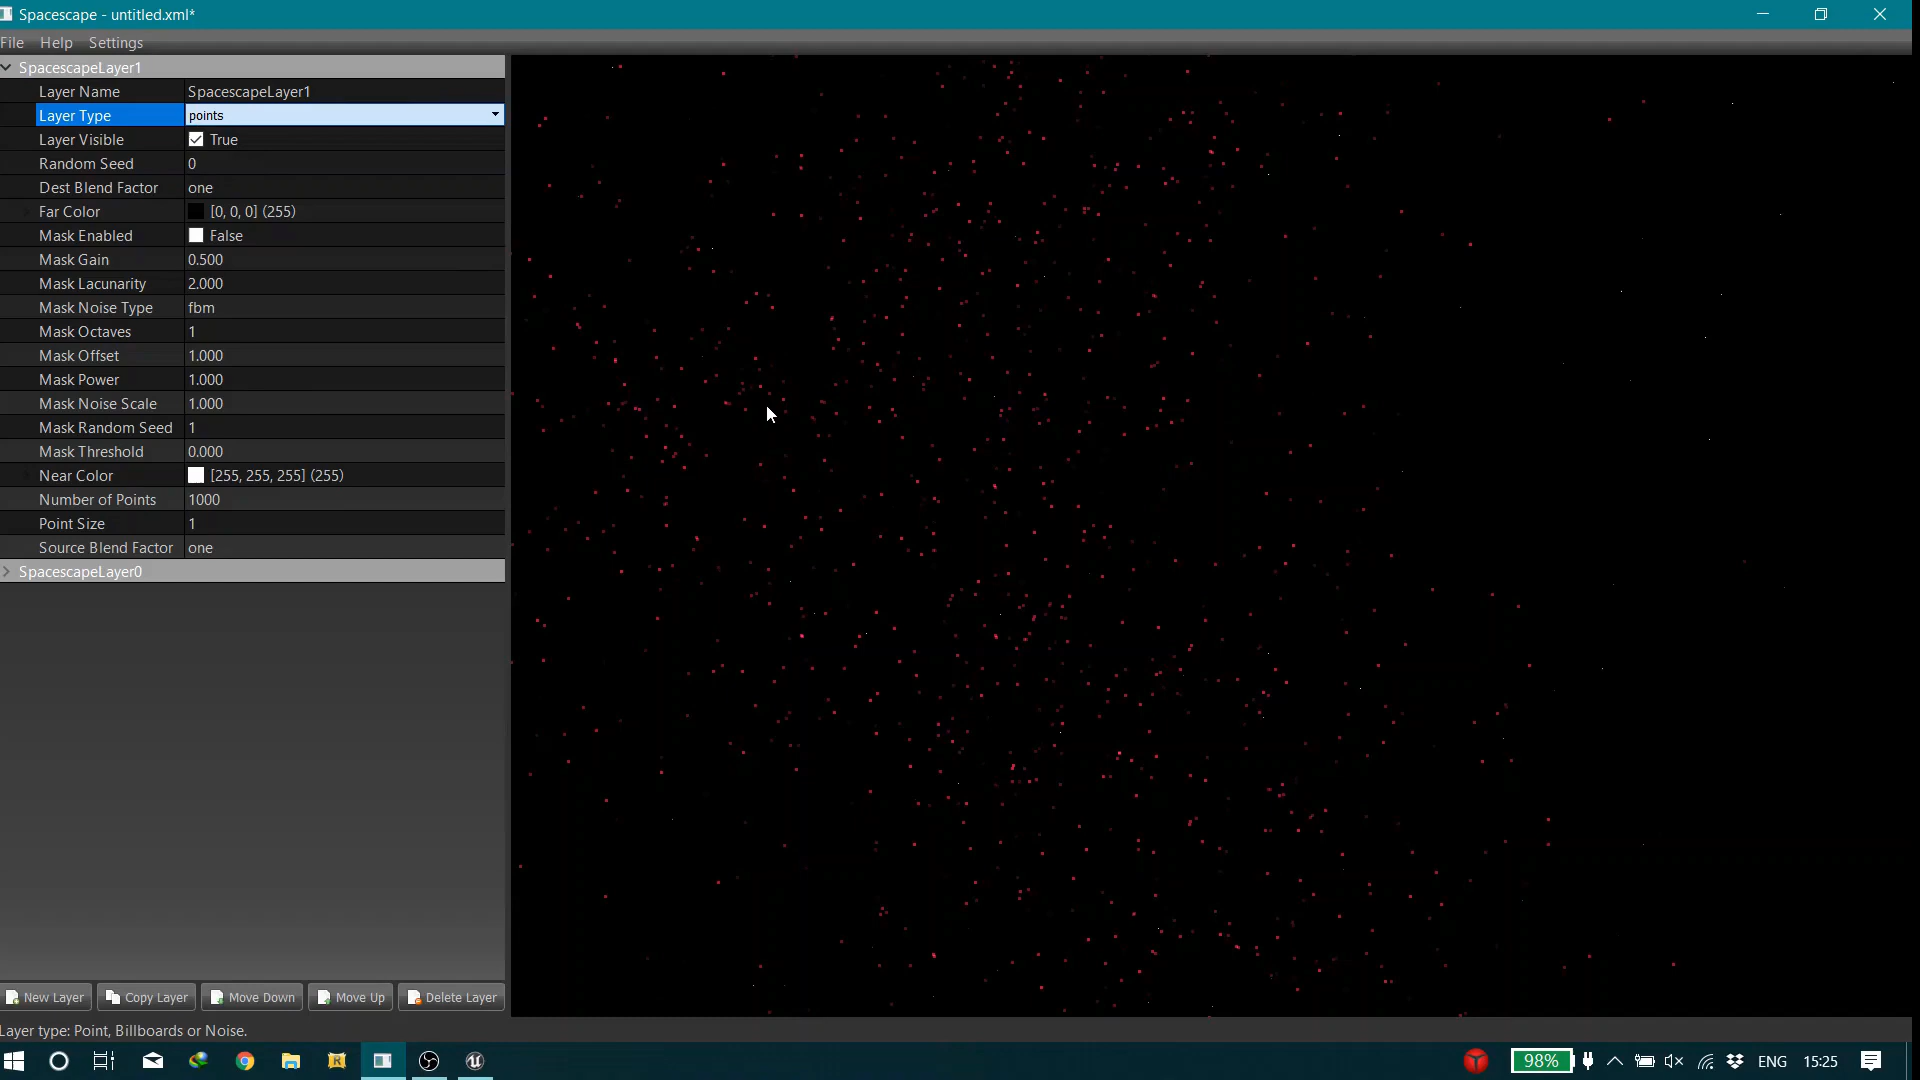 Spacescape - untitled.xml*
File Help Settings
SpacescapeLayer1
Layer Name SpacescapeLayer1
Layer Type points
Layer Visible True
Random Seed 0
Dest Blend Factor one
Far Color [0, 0, 0] (255)
Mask Enabled False
Mask Gain 0.500
Mask Lacunarity 2.000
Mask Noise Type fbm
Mask Octaves 1
Mask Offset 1.000
Mask Power 1.000
Mask Noise Scale 1.000
Mask Random Seed 1
Mask Threshold 0.000
Near Color [255, 255, 255] (255)
Number of Points 1000
Point Size 1
Source Blend Factor one
SpacescapeLayer0
New Layer Copy Layer Move Down Move Up Delete Layer
Layer type: Point, Billboards or Noise.
R 98% ENG 15:25